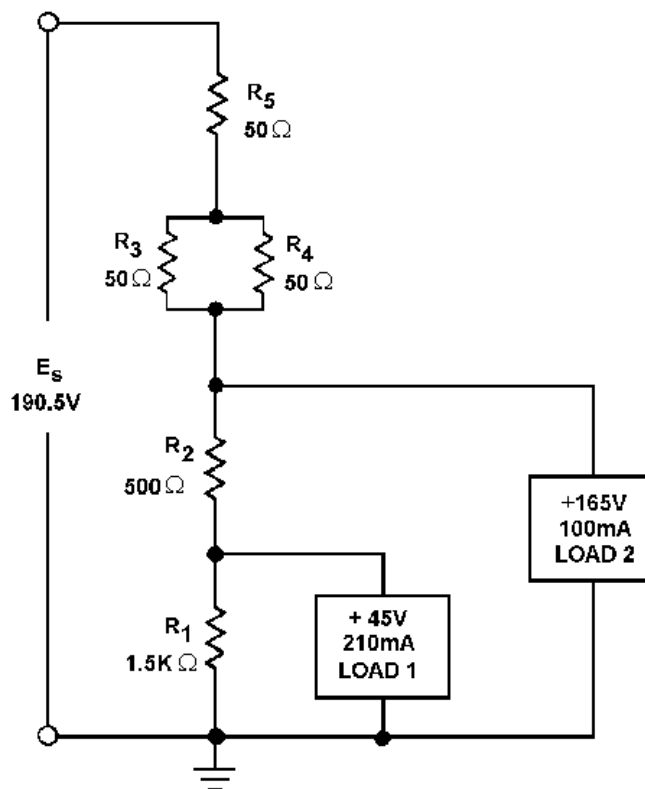 R5
50Ω
R3
50Ω
R4
50Ω
Es
190.5V
R2
500Ω
+165V
100mA
LOAD 2
R1
1.5K Ω
+ 45V
210mA
LOAD 1